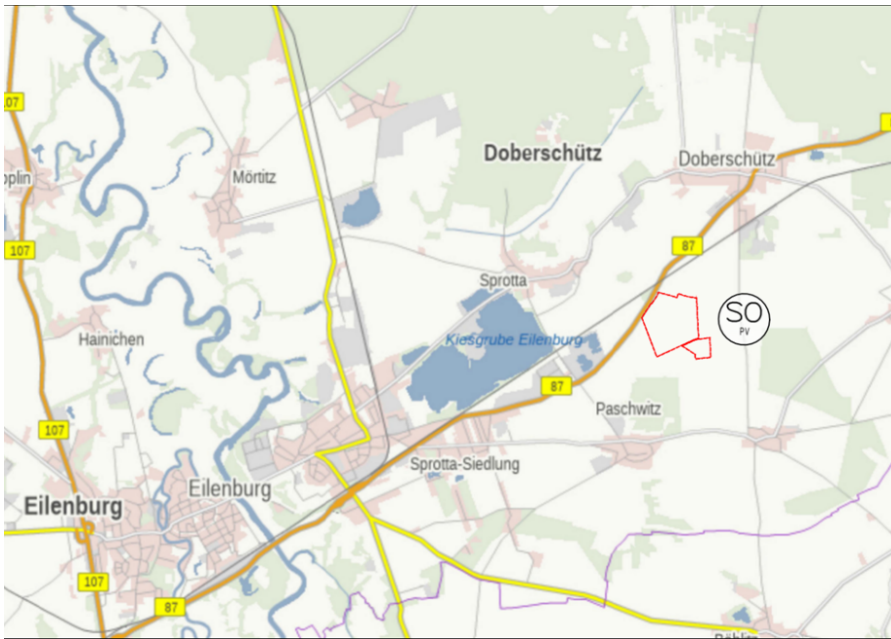 107
107
107
107
oplin
Mörtitz
Hainichen
Doberschütz
Doberschütz
87
Sprotta
SO
PV
Kiesgrube Eilenburg
87
Paschwitz
Sprotta-Siedlung
Eilenburg
Eilenburg
87